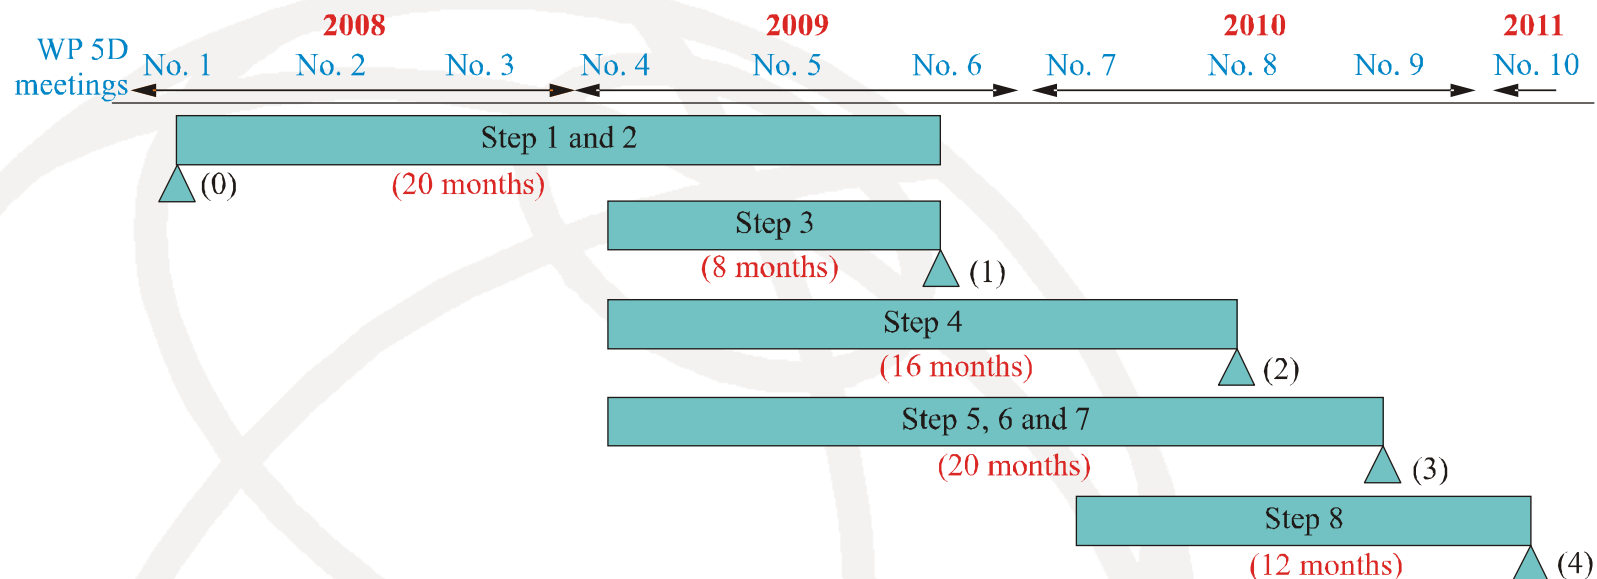 2008 2009 2010 2011
WP 5D
meetings
No. 1 No. 2 No. 3 No. 4 No. 5 No. 6 No. 7 No. 8 No. 9 No. 10
Step 1 and 2
(0) (20 months)
Step 3
(8 months) (1)
Step 4
(16 months) (2)
Step 5, 6 and 7
(20 months) (3)
Step 8
(12 months) (4)